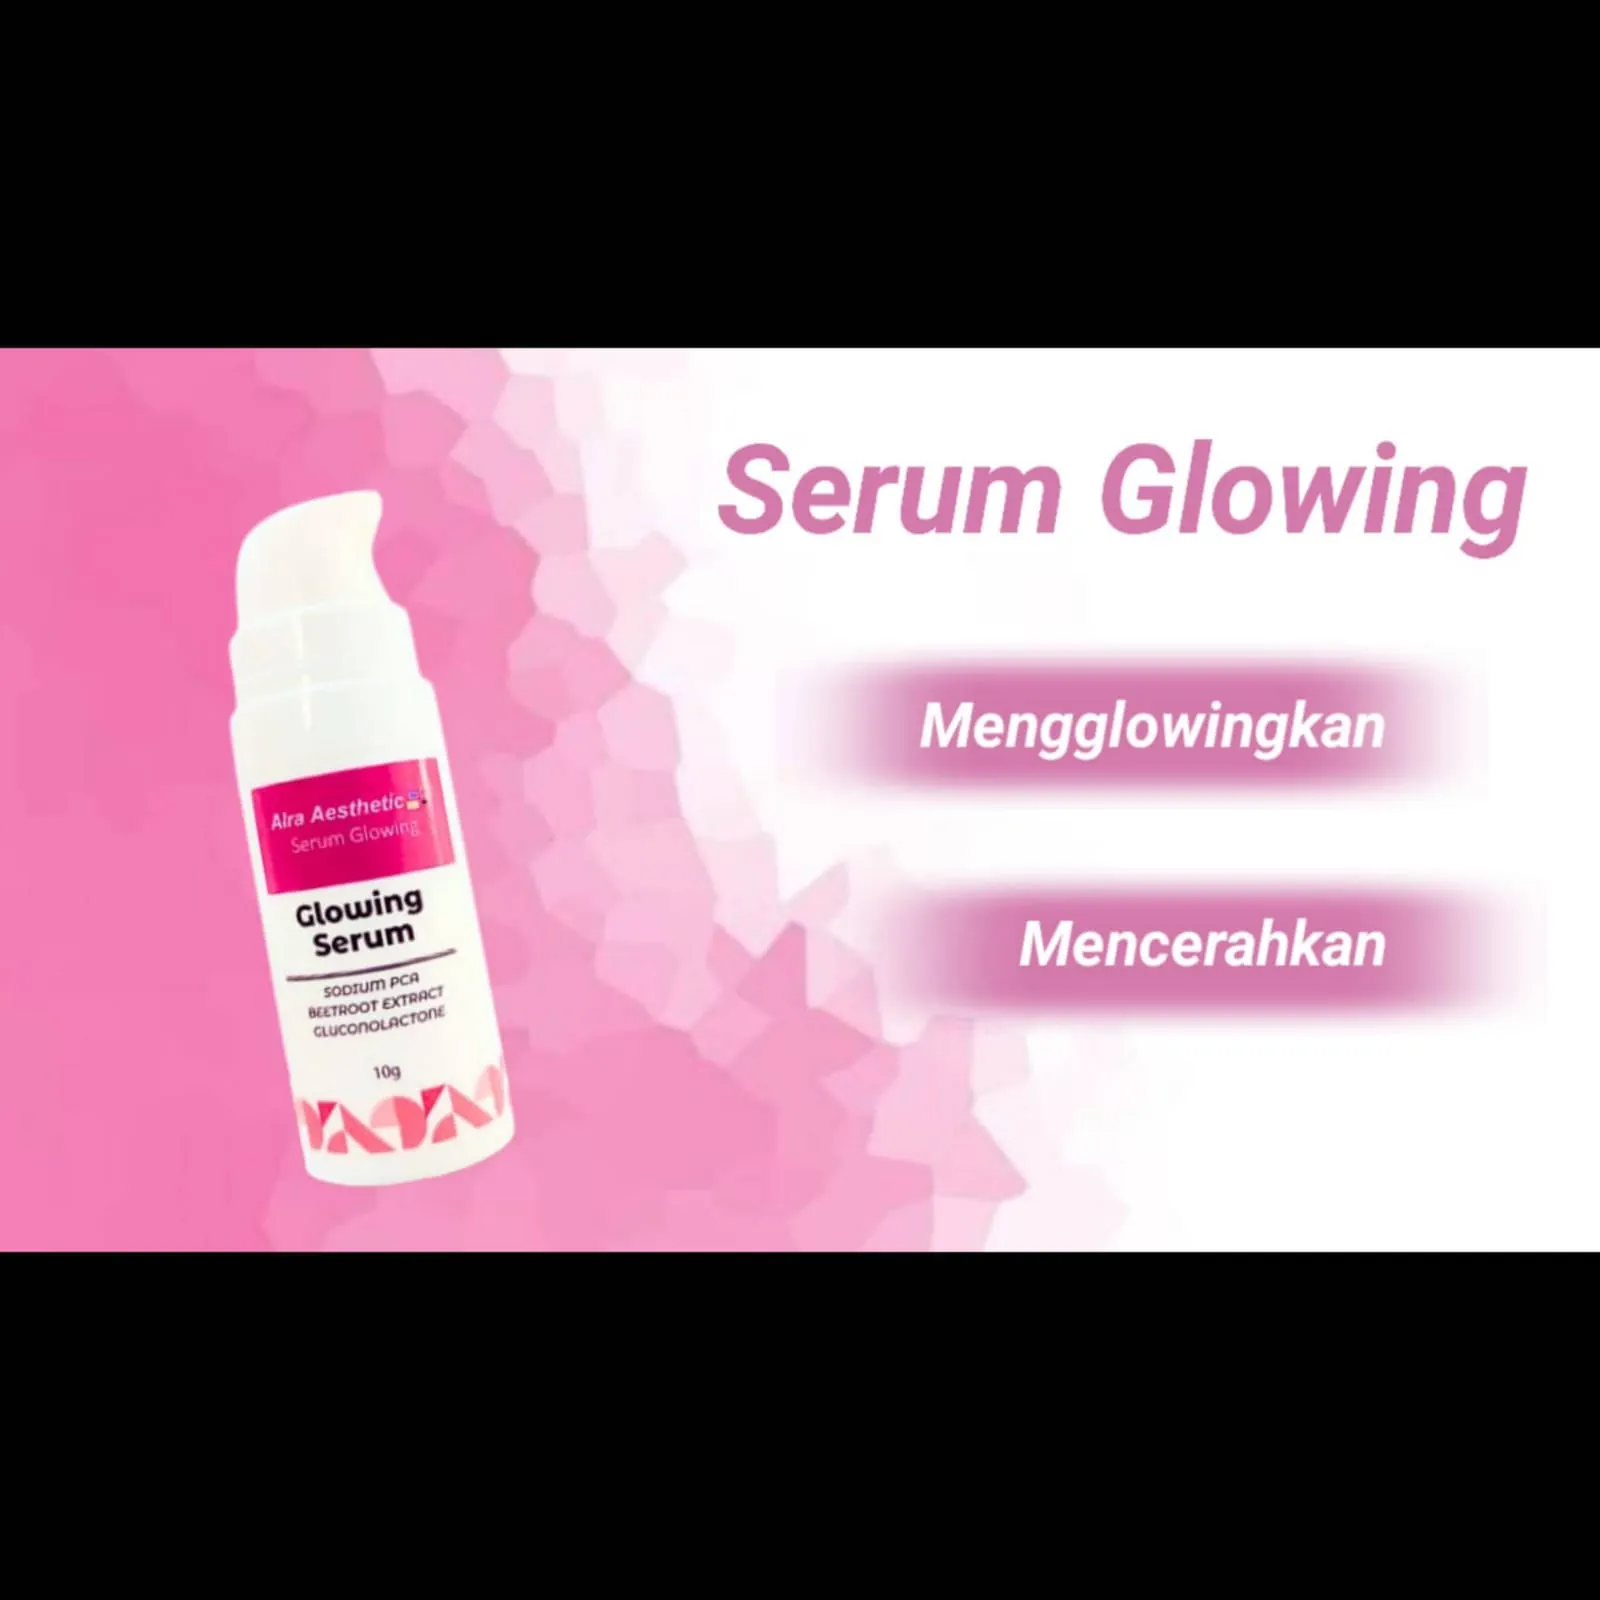 Serum Glowing
Mengglowingkan
Mencerahkan
Alra Aesthetic
Serum Glowing
Glowing
Serum
SODIUM PCA
BEETROOT EXTRACT
GLUCONOLACTONE
10g